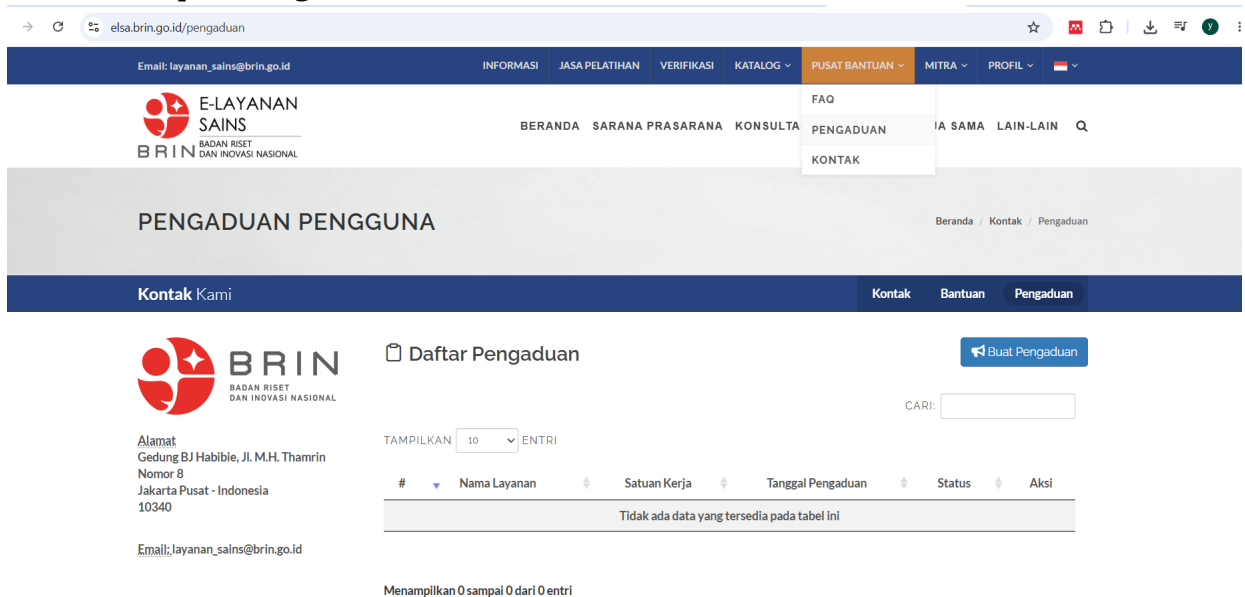 elsa.brin.go.id/pengaduan
y
Email: layanan_sains@brin.go.id INFORMASI JASA PELATIHAN VERIFIKASI KATALOG PUSAT BANTUAN MITRA PROFIL
E-LAYANAN
SAINS
BRIN BADAN RISET
DAN INOVASI NASIONAL
BERANDA SARANA PRASARANA KONSULTA JA SAMA LAIN-LAIN
FAQ
PENGADUAN
KONTAK
PENGADUAN PENGGUNA
Beranda / Kontak / Pengaduan
Kontak Kami
Kontak Bantuan Pengaduan
BRIN
BADAN RISET
DAN INOVASI NASIONAL
Alamat
Gedung BJ Habibie, Jl. M.H. Thamrin
Nomor 8
Jakarta Pusat - Indonesia
10340
Email: layanan_sains@brin.go.id
Daftar Pengaduan
Buat Pengaduan
CARI:
TAMPILKAN 10 ENTRI
# Nama Layanan Satuan Kerja Tanggal Pengaduan Status Aksi
Tidak ada data yang tersedia pada tabel ini
Menampilkan 0 sampai 0 dari 0 entri